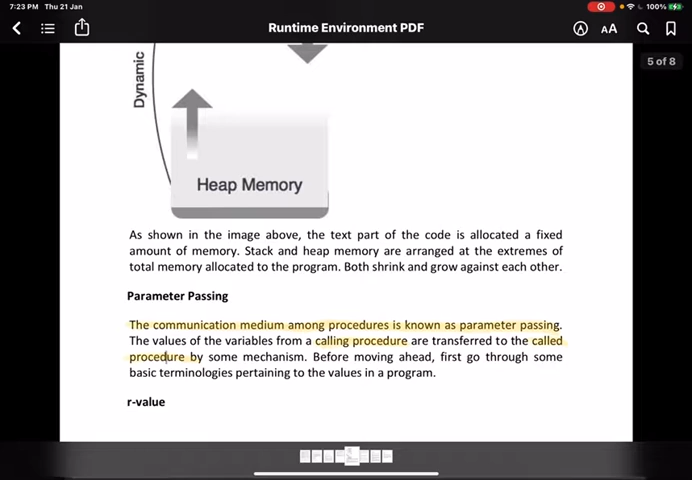 7:23 PM Thu 21 Jan
100%
Runtime Environment PDF
AA
5 of 8
Dynamic
Heap Memory
As shown in the image above, the text part of the code is allocated a fixed
amount of memory. Stack and heap memory are arranged at the extremes of
total memory allocated to the program. Both shrink and grow against each other.
Parameter Passing
The communication medium among procedures is known as parameter passing.
The values of the variables from a calling procedure are transferred to the called
procedure by some mechanism. Before moving ahead, first go through some
basic terminologies pertaining to the values in a program.
r-value